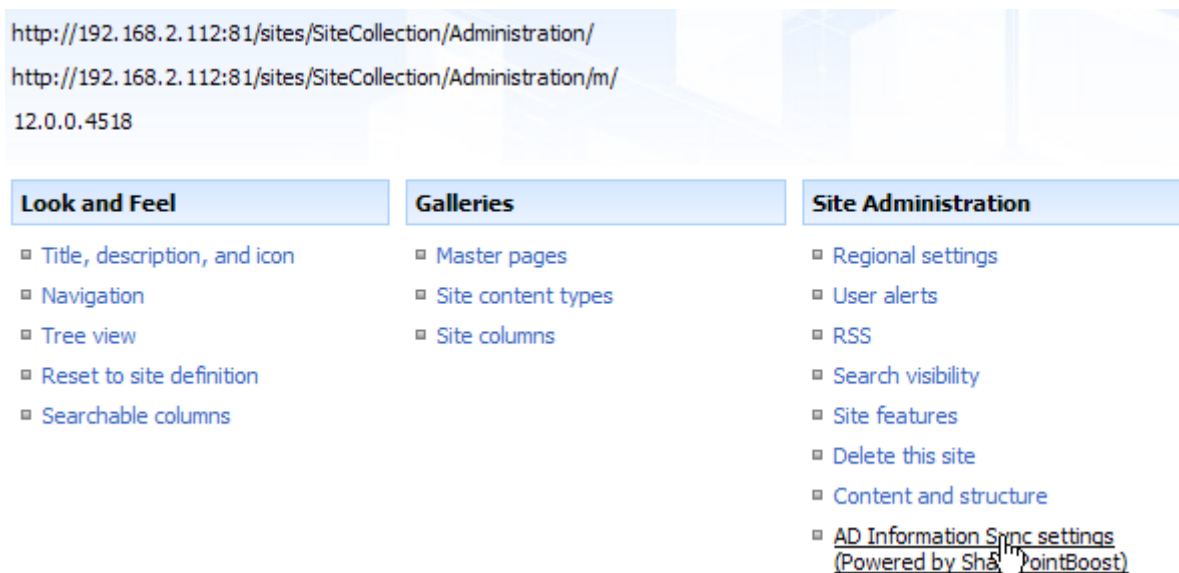 http://192.168.2.112:81/sites/SiteCollection/Administration/
http://192.168.2.112:81/sites/SiteCollection/Administration/m/
12.0.0.4518
Look and Feel
Title, description, and icon
Navigation
Tree view
Reset to site definition
Searchable columns
Galleries
Master pages
Site content types
Site columns
Site Administration
Regional settings
User alerts
RSS
Search visibility
Site features
Delete this site
Content and structure
AD Information Sync settings
(Powered by SharePointBoost)